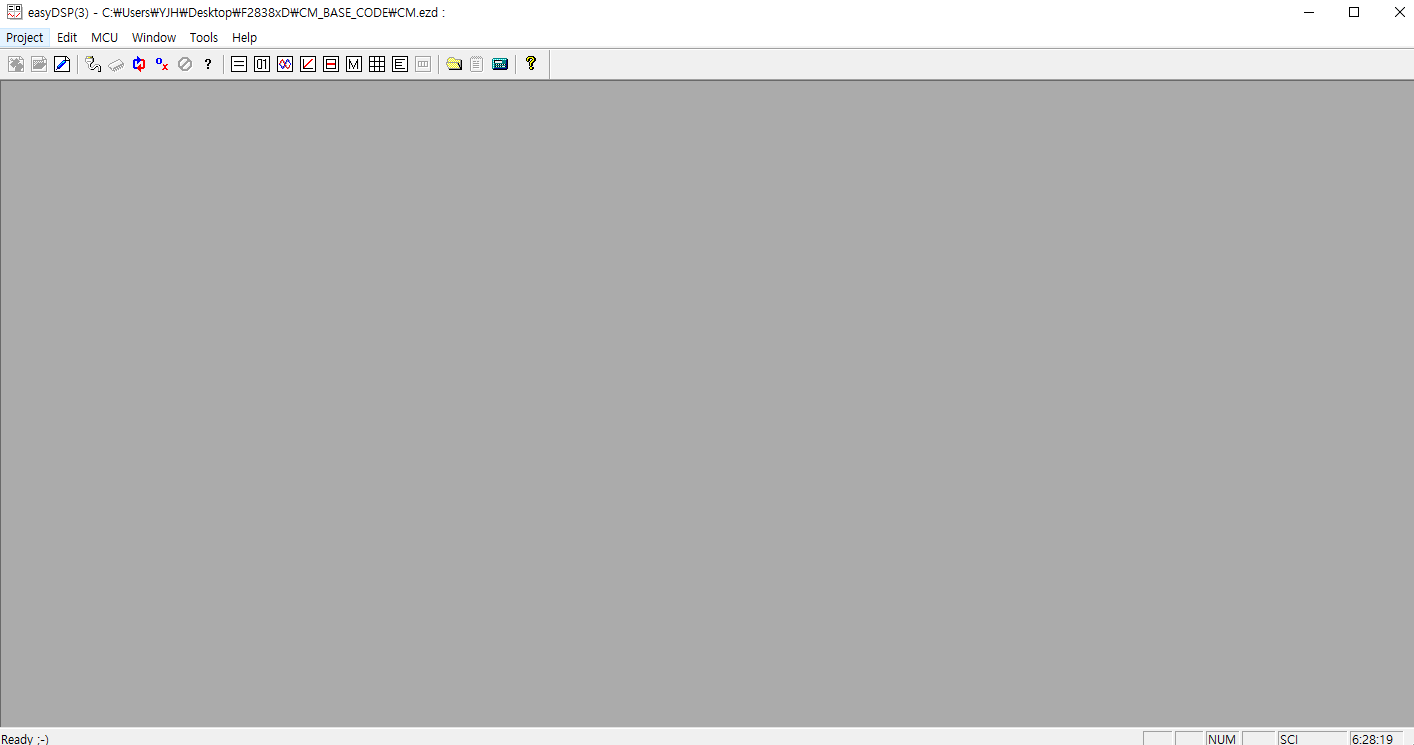 easyDSP(3) - C:₩Users₩YJH₩Desktop₩F2838xD₩CM_BASE_CODE₩CM.ezd :
Project Edit MCU Window Tools Help
01 o x ? M E ?
Ready ;-) NUM SCI 6:28:19